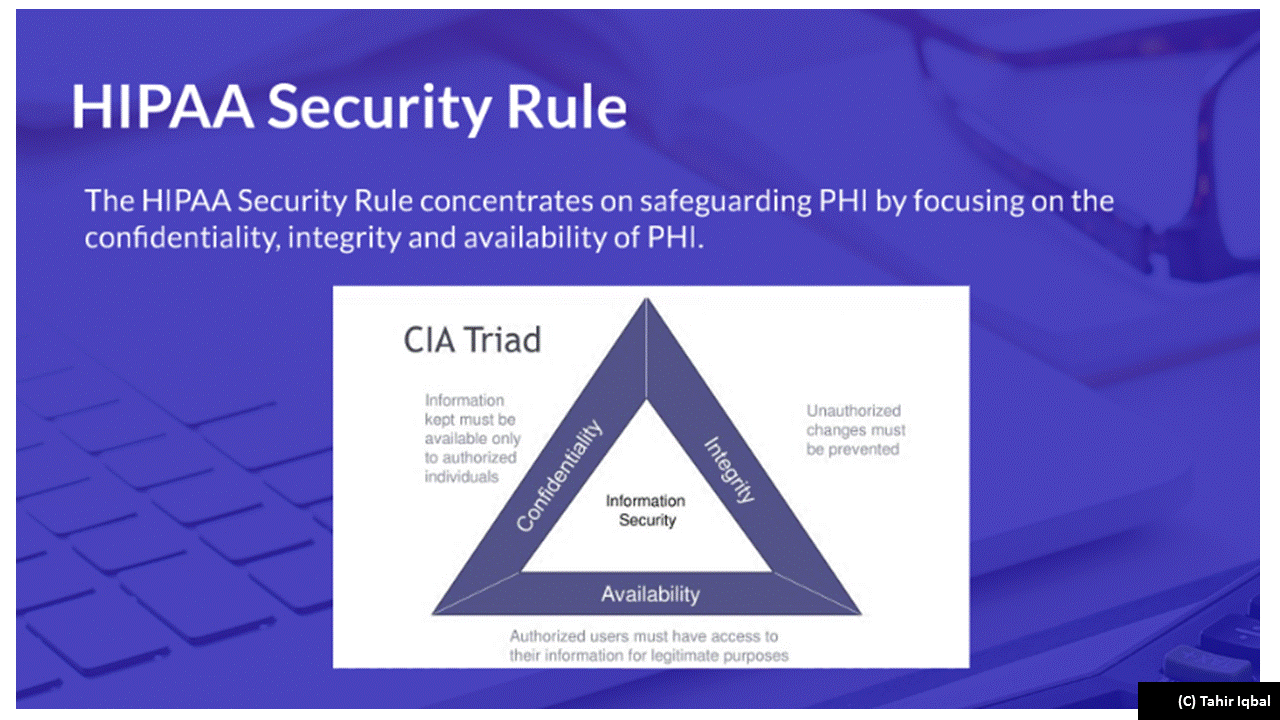 HIPAA Security Rule
The HIPAA Security Rule concentrates on safeguarding PHI by focusing on the
confidentiality, integrity and availability of PHI.
CIA Triad
Information
kept must be
available only
to authorized
individuals
Confidentiality
Integrity
Unauthorized
changes must
be prevented
Information
Security
Availability
Authorized users must have access to
their information for legitimate purposes
(C) Tahir Iqbal